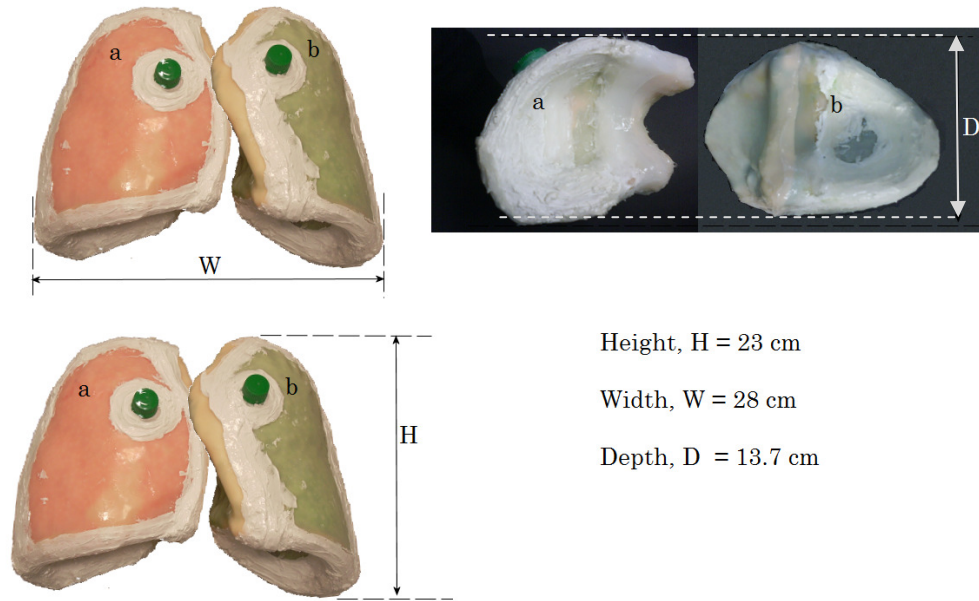 a
b
W
a
b
D
a
b
H
Height, H = 23 cm
Width, W = 28 cm
Depth, D = 13.7 cm